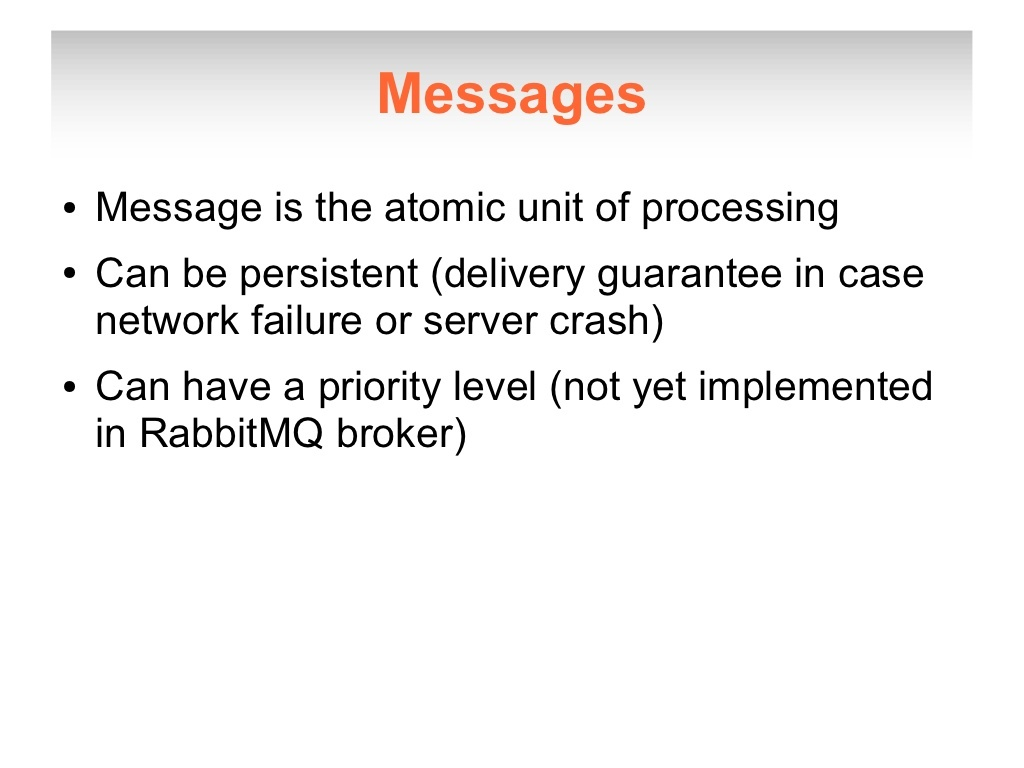 Messages
• Message is the atomic unit of processing
• Can be persistent (delivery guarantee in case
network failure or server crash)
• Can have a priority level (not yet implemented
in RabbitMQ broker)